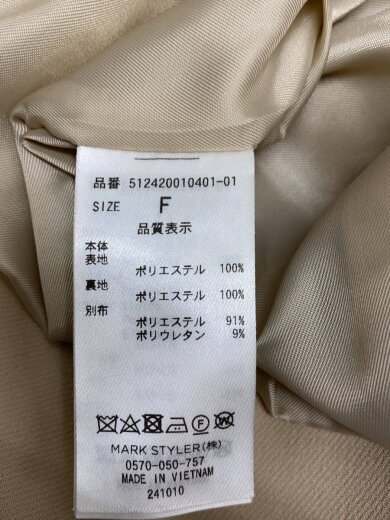 品番 512420010401-01
SIZE F
品質表示
本体
表地
ポリエステル 100%
裏地
ポリエステル 100%
別布
ポリエステル 91%
ポリウレタン 9%
F
MARK STYLER(株)
0570-050-757
MADE IN VIETNAM
241010